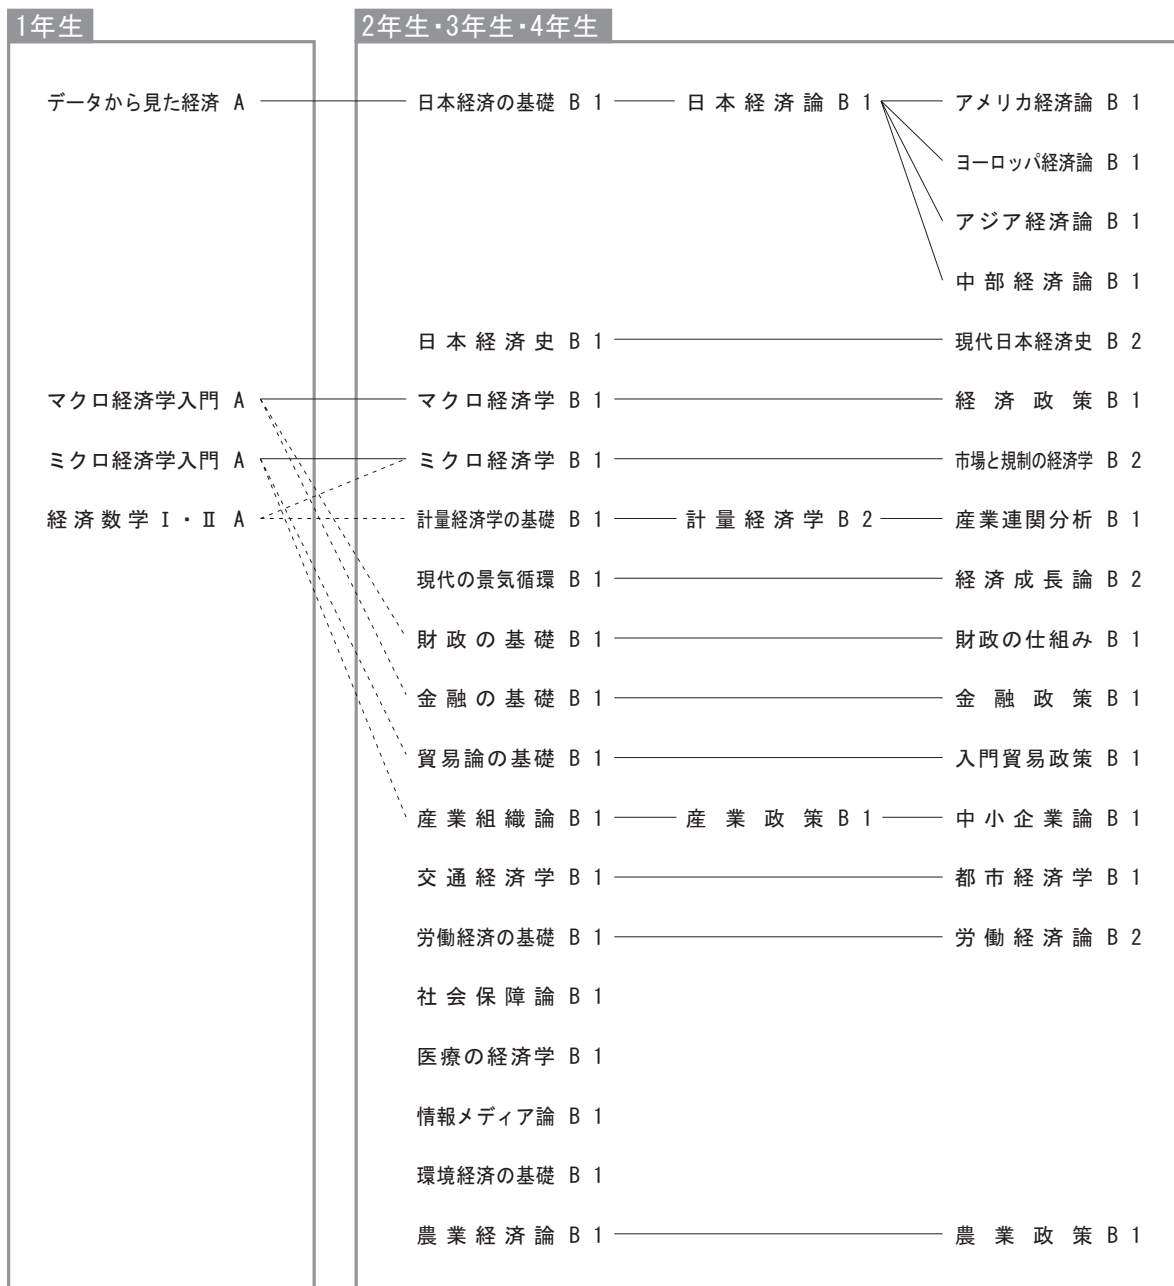 1年生 2年生・3年生・4年生
データから見た経済 A 日本経済の基礎 B 1 日本経済論 B 1 アメリカ経済論 B 1
ヨーロッパ経済論 B 1
アジア経済論 B 1
中部経済論 B 1
日本経済史 B 1 現代日本経済史 B 2
マクロ経済学入門 A マクロ経済学 B 1 経済政策 B 1
ミクロ経済学入門 A ミクロ経済学 B 1 市場と規制の経済学 B 2
経済数学Ⅰ・Ⅱ A 計量経済学の基礎 B 1 計量経済学 B 2 産業連関分析 B 1
現代の景気循環 B 1 経済成長論 B 2
財政の基礎 B 1 財政の仕組み B 1
金融の基礎 B 1 金融政策 B 1
貿易論の基礎 B 1 入門貿易政策 B 1
産業組織論 B 1 産業政策 B 1 中小企業論 B 1
交通経済学 B 1 都市経済学 B 1
労働経済の基礎 B 1 労働経済論 B 2
社会保障論 B 1
医療の経済学 B 1
情報メディア論 B 1
環境経済の基礎 B 1
農業経済論 B 1 農業政策 B 1